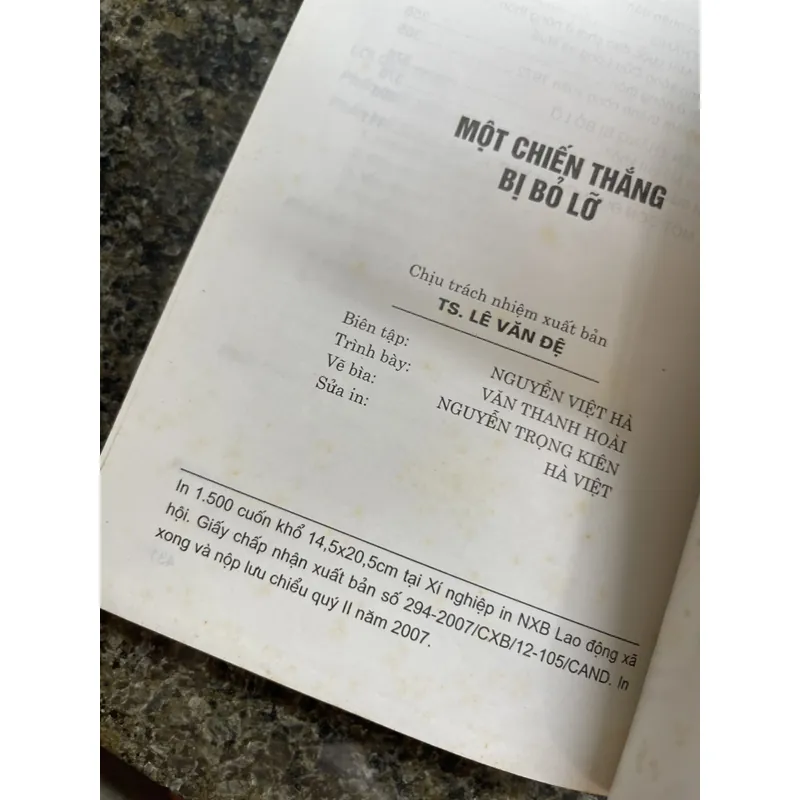 MỘT CHIẾN THẮNG
BỊ BỎ LỠ
Chịu trách nhiệm xuất bản
TS. LÊ VĂN ĐỆ
Biên tập: NGUYỄN VIỆT HÀ
Trình bày: VĂN THANH HOÀI
Vẽ bìa: NGUYỄN TRỌNG KIÊN
Sửa in: HÀ VIỆT
In 1.500 cuốn khổ 14,5x20,5cm tại Xí nghiệp in NXB Lao động xã
hội. Giấy chấp nhận xuất bản số 294-2007/CXB/12-105/CAND. In
xong và nộp lưu chiểu quý II năm 2007.